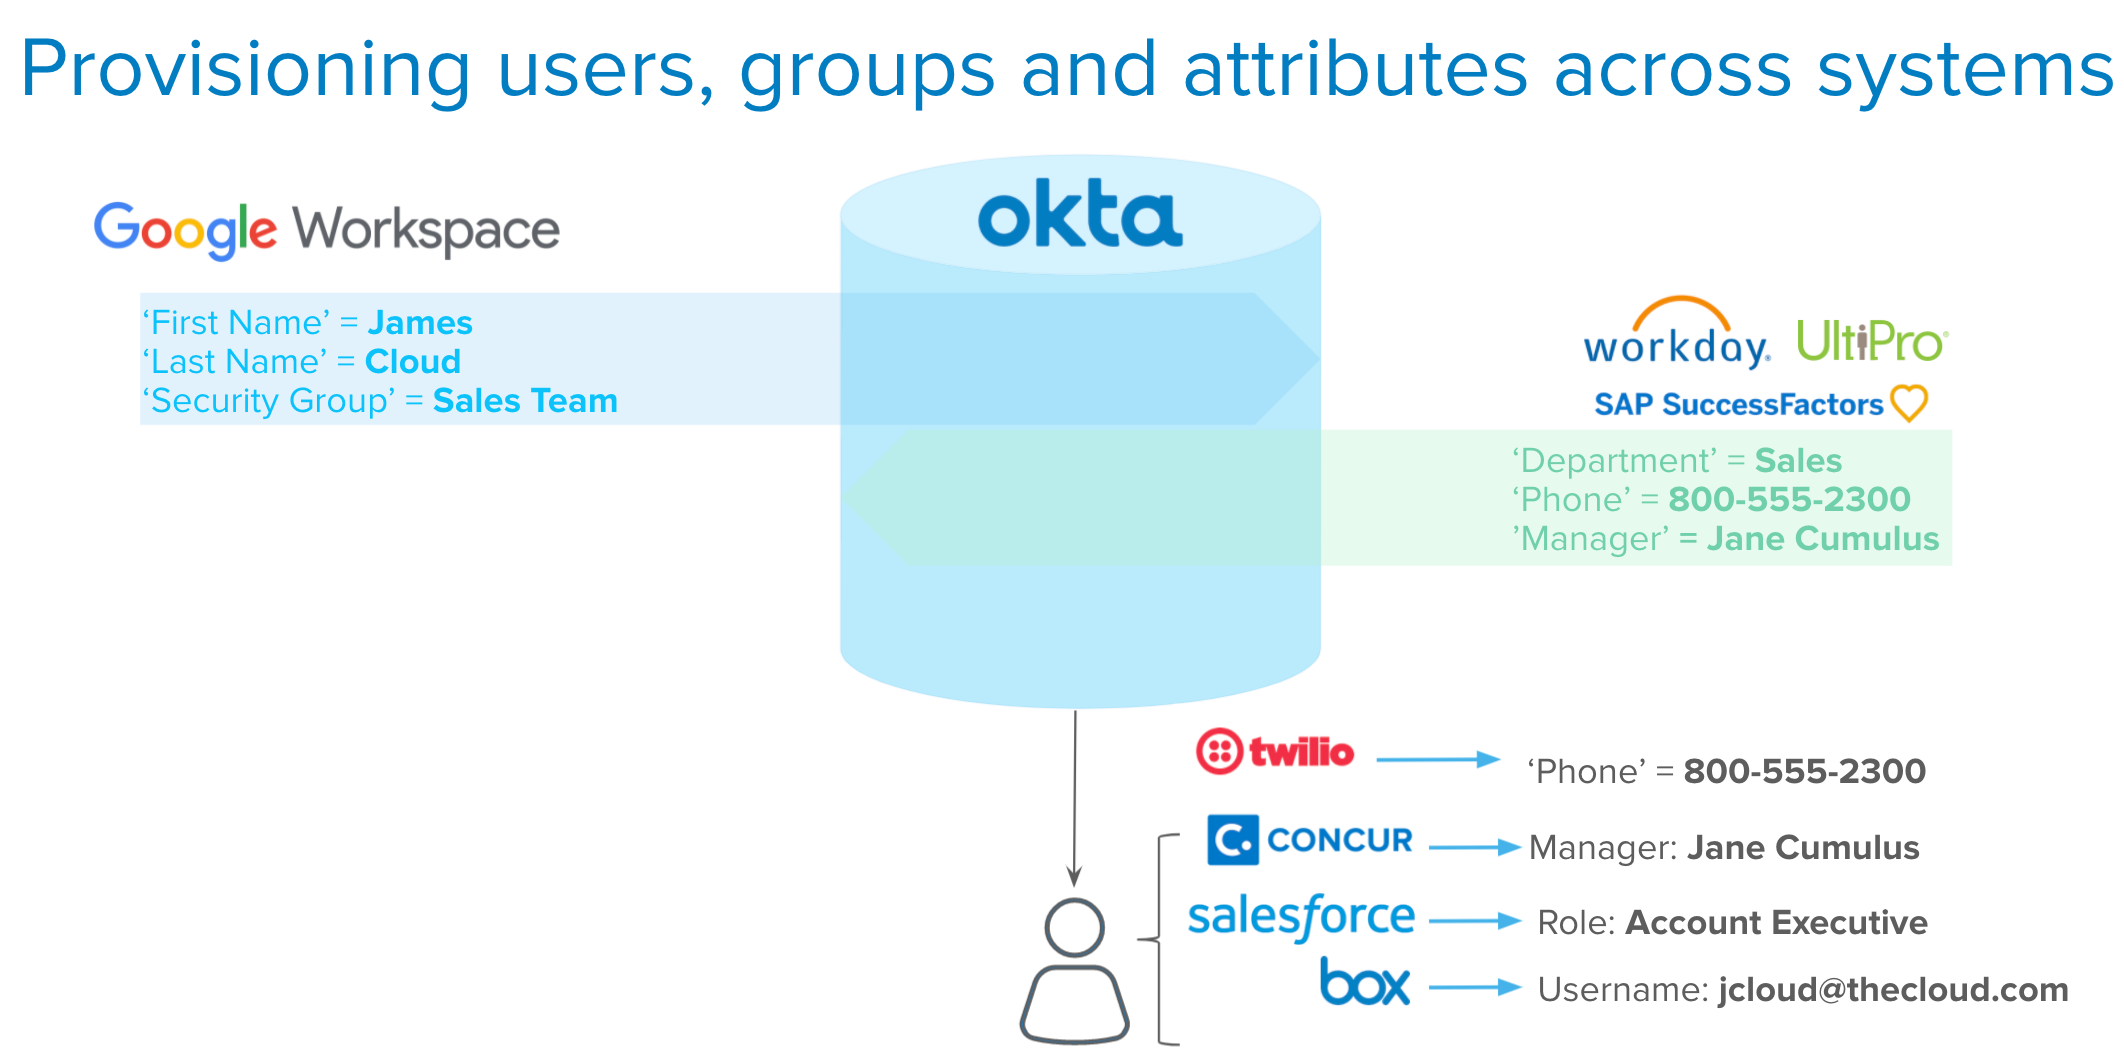 Provisioning users, groups and attributes across systems
okta
Google Workspace
‘First Name’ = James
‘Last Name’ = Cloud
‘Security Group’ = Sales Team
workday.
UltiPro
SAP SuccessFactors
‘Department’ = Sales
‘Phone’ = 800-555-2300
’Manager’ = Jane Cumulus
twilio
‘Phone’ = 800-555-2300
C. CONCUR
Manager: Jane Cumulus
salesforce
Role: Account Executive
box
Username: jcloud@thecloud.com